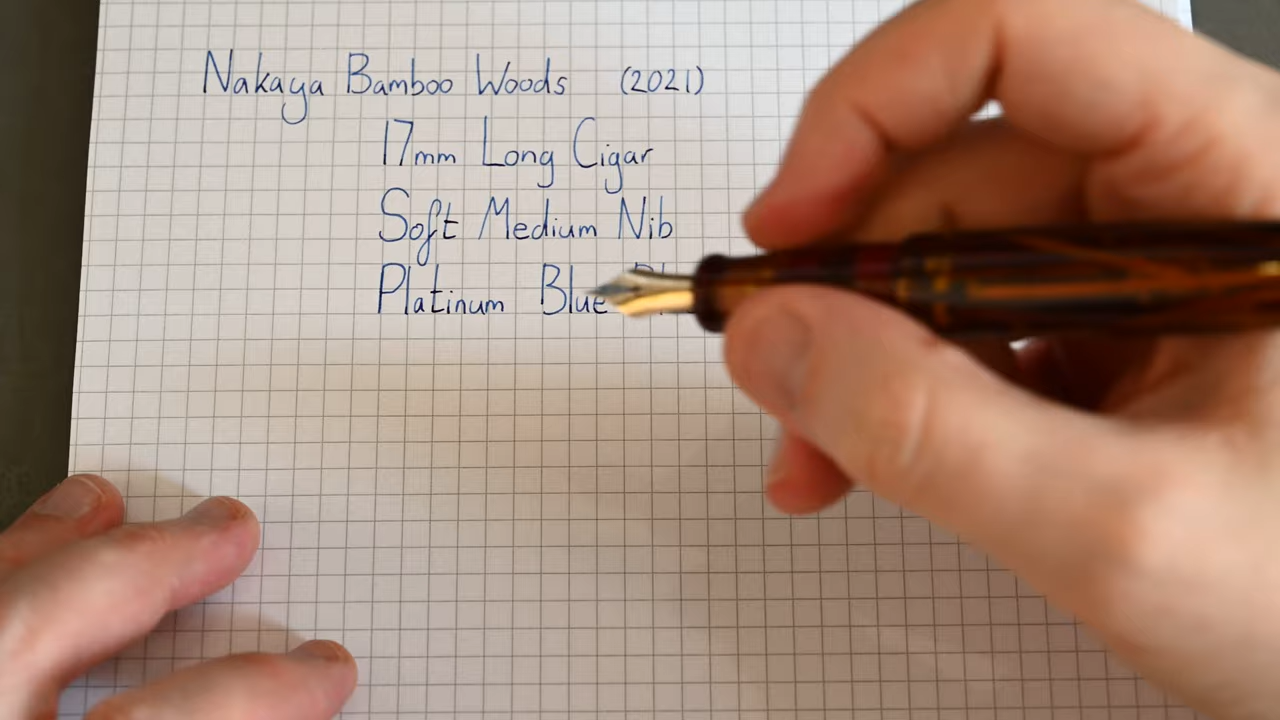 Nakaya Bamboo Woods (2021)
17mm Long Cigar
Soft Medium Nib
Platinum Blue